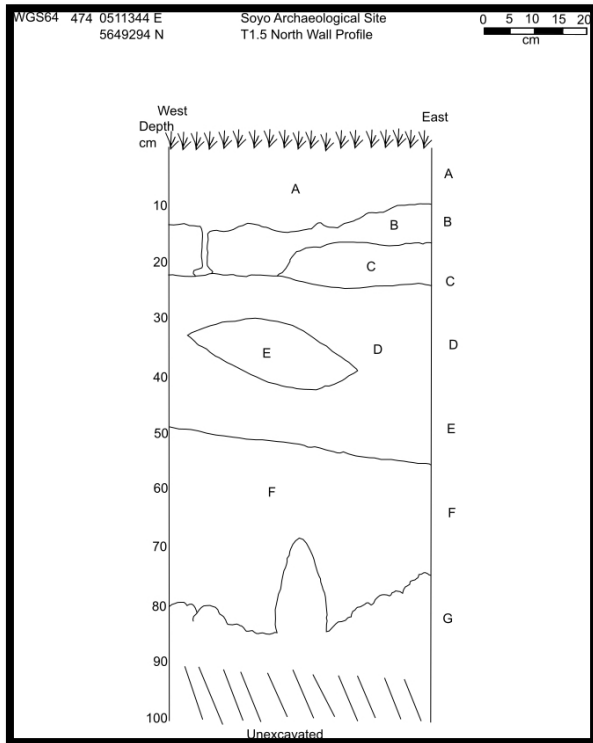 WGS64 474 0511344 E
5649294 N
Soyo Archaeological Site
T1.5 North Wall Profile
0 5 10 15 20
cm
West
East
Depth
cm
A
A
10
B
B
20
C
C
30
D
D
E
40
E
50
60
F
F
70
80
G
90
100
Unexcavated